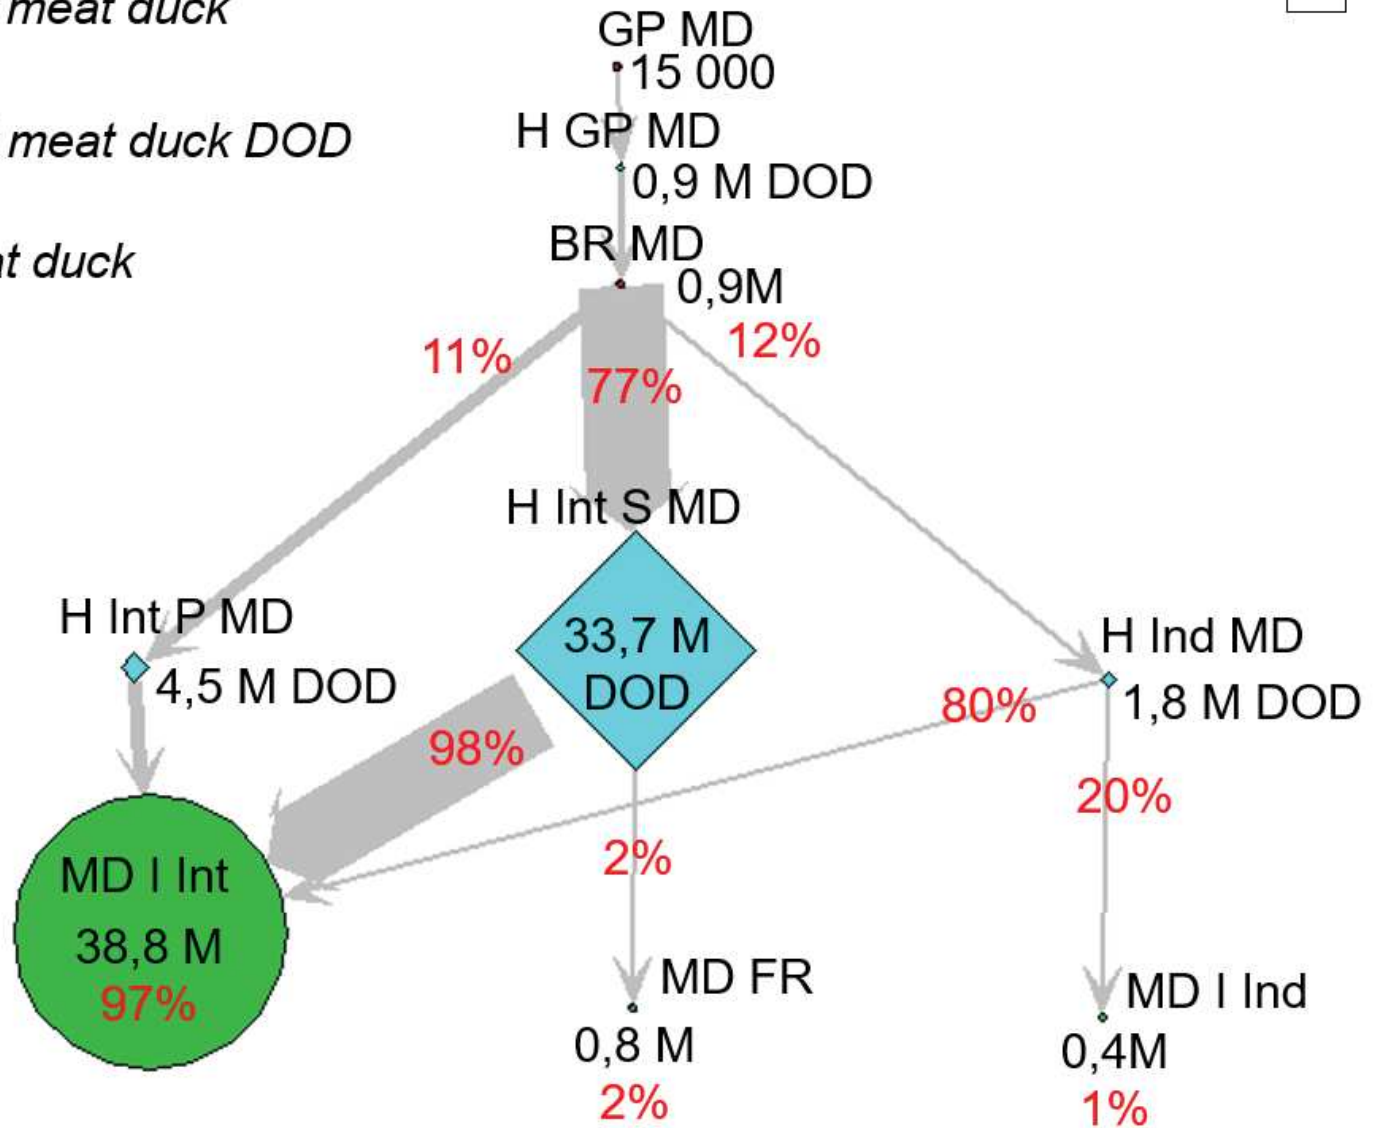 meat duck
GP MD
15 000
H GP MD
meat duck DOD
0,9 M DOD
BR MD
at duck
0,9M
12%
11%
77%
H Int S MD
H Int P MD
33,7 M
DOD
H Ind MD
4,5 M DOD
1,8 M DOD
80%
98%
20%
2%
MD I Int
38,8 M
97%
MD FR
0,8 M
2%
MD I Ind
0,4M
1%